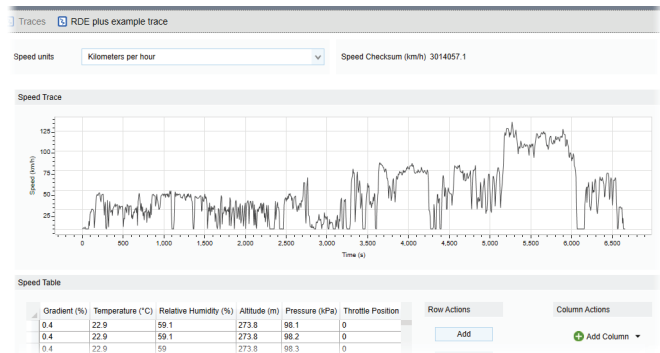 Traces RDE plus example trace
Speed units Kilometers per hour Speed Checksum (km/h) 3014057.1
Speed Trace
125
100
75
50
25
Speed (km/h)
0 500 1,000 1,500 2,000 2,500 3,000 3,500 4,000 4,500 5,000 5,500 6,000 6,500
Time (s)
Speed Table
Gradient (%) Temperature (°C) Relative Humidity (%) Altitude (m) Pressure (kPa) Throttle Position Row Actions Column Actions
0.4 22.9 59.1 273.8 98.1 0
0.4 22.9 59.1 273.8 98.2 0 Add Add Column
0.4 22.9 59 273.8 98.3 0